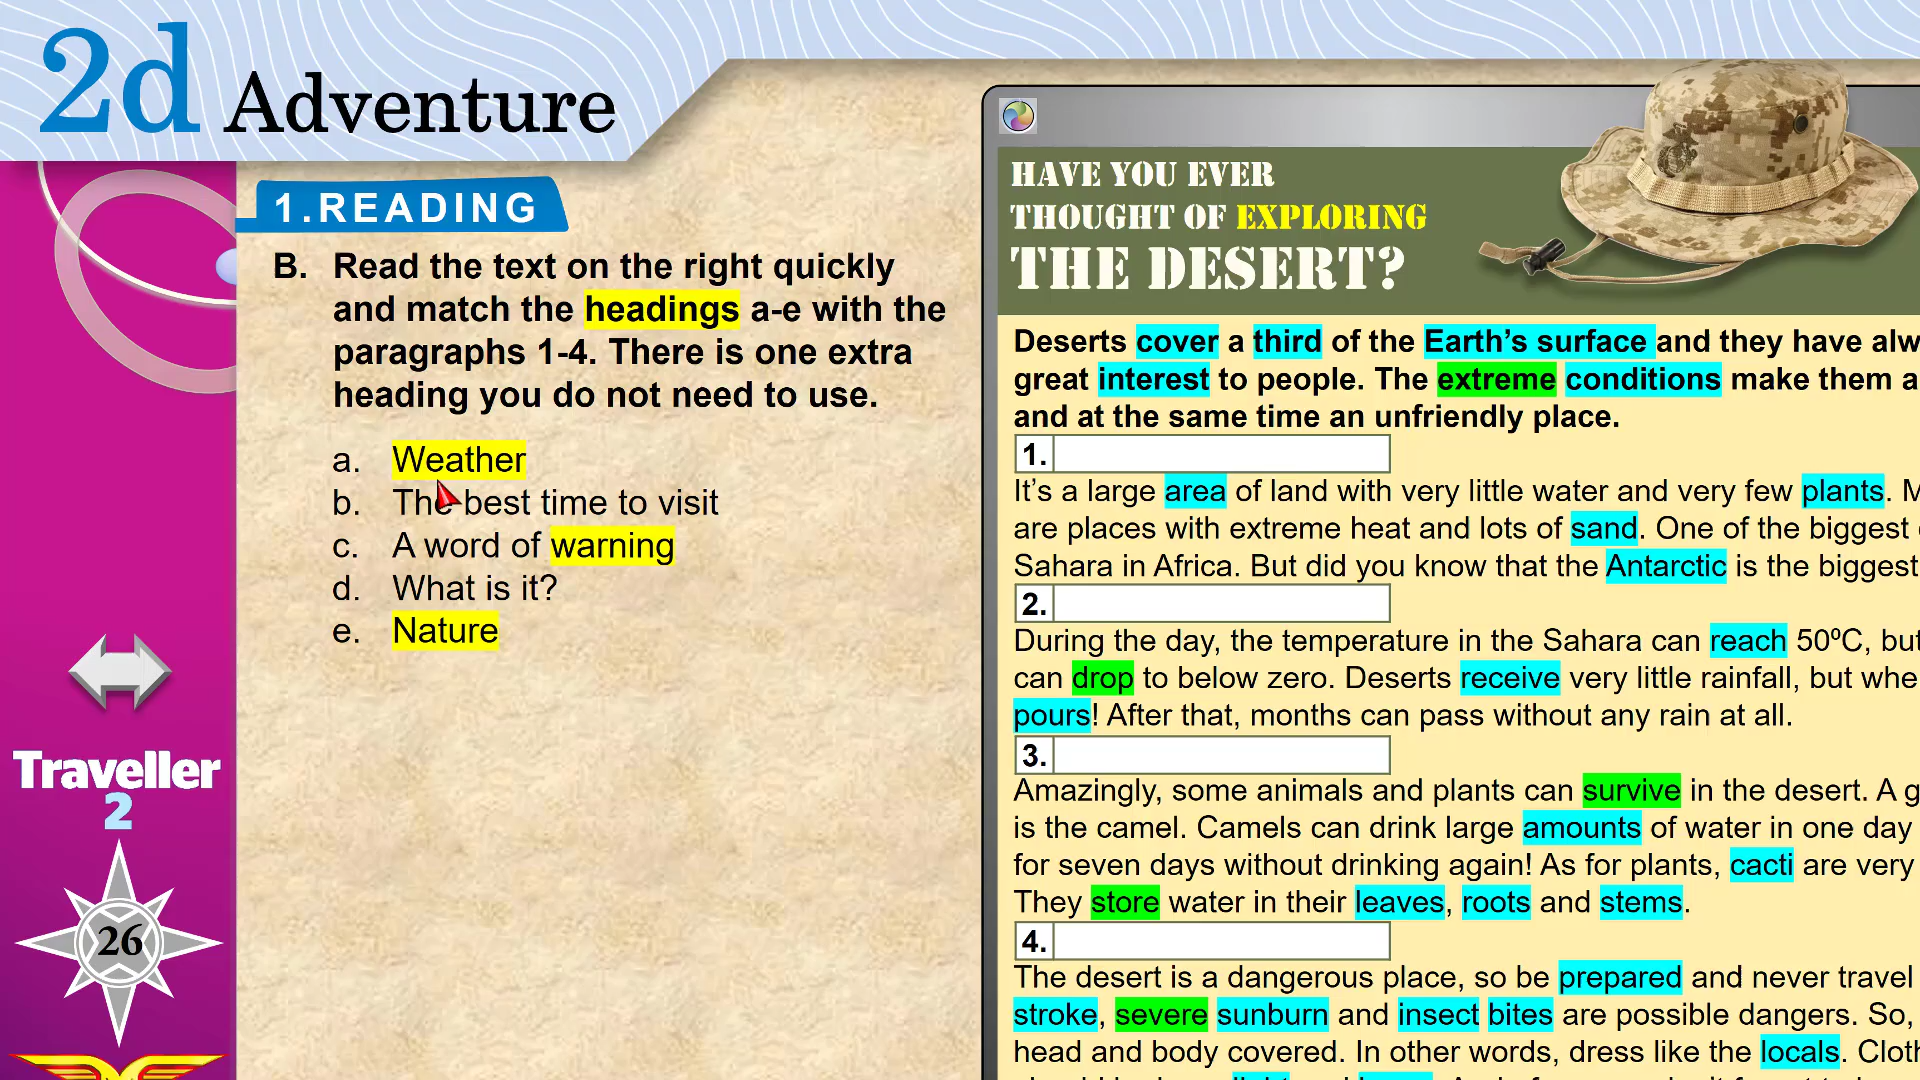 2d Adventure
1.READING
B. Read the text on the right quickly
and match the headings a-e with the
paragraphs 1-4. There is one extra
heading you do not need to use.
a. Weather
b. The best time to visit
c. A word of warning
d. What is it?
e. Nature
Traveller
2
26
HAVE YOU EVER
THOUGHT OF EXPLORING
THE DESERT?
Deserts cover a third of the Earth's surface and they have alw
great interest to people. The extreme conditions make them a
and at the same time an unfriendly place.
1.
It's a large area of land with very little water and very few plants. M
are places with extreme heat and lots of sand. One of the biggest
Sahara in Africa. But did you know that the Antarctic is the biggest
2.
During the day, the temperature in the Sahara can reach 50ºC, but
can drop to below zero. Deserts receive very little rainfall, but whe
pours! After that, months can pass without any rain at all.
3.
Amazingly, some animals and plants can survive in the desert. A g
is the camel. Camels can drink large amounts of water in one day
for seven days without drinking again! As for plants, cacti are very
They store water in their leaves, roots and stems.
4.
The desert is a dangerous place, so be prepared and never travel
stroke, severe sunburn and insect bites are possible dangers. So,
head and body covered. In other words, dress like the locals. Cloth